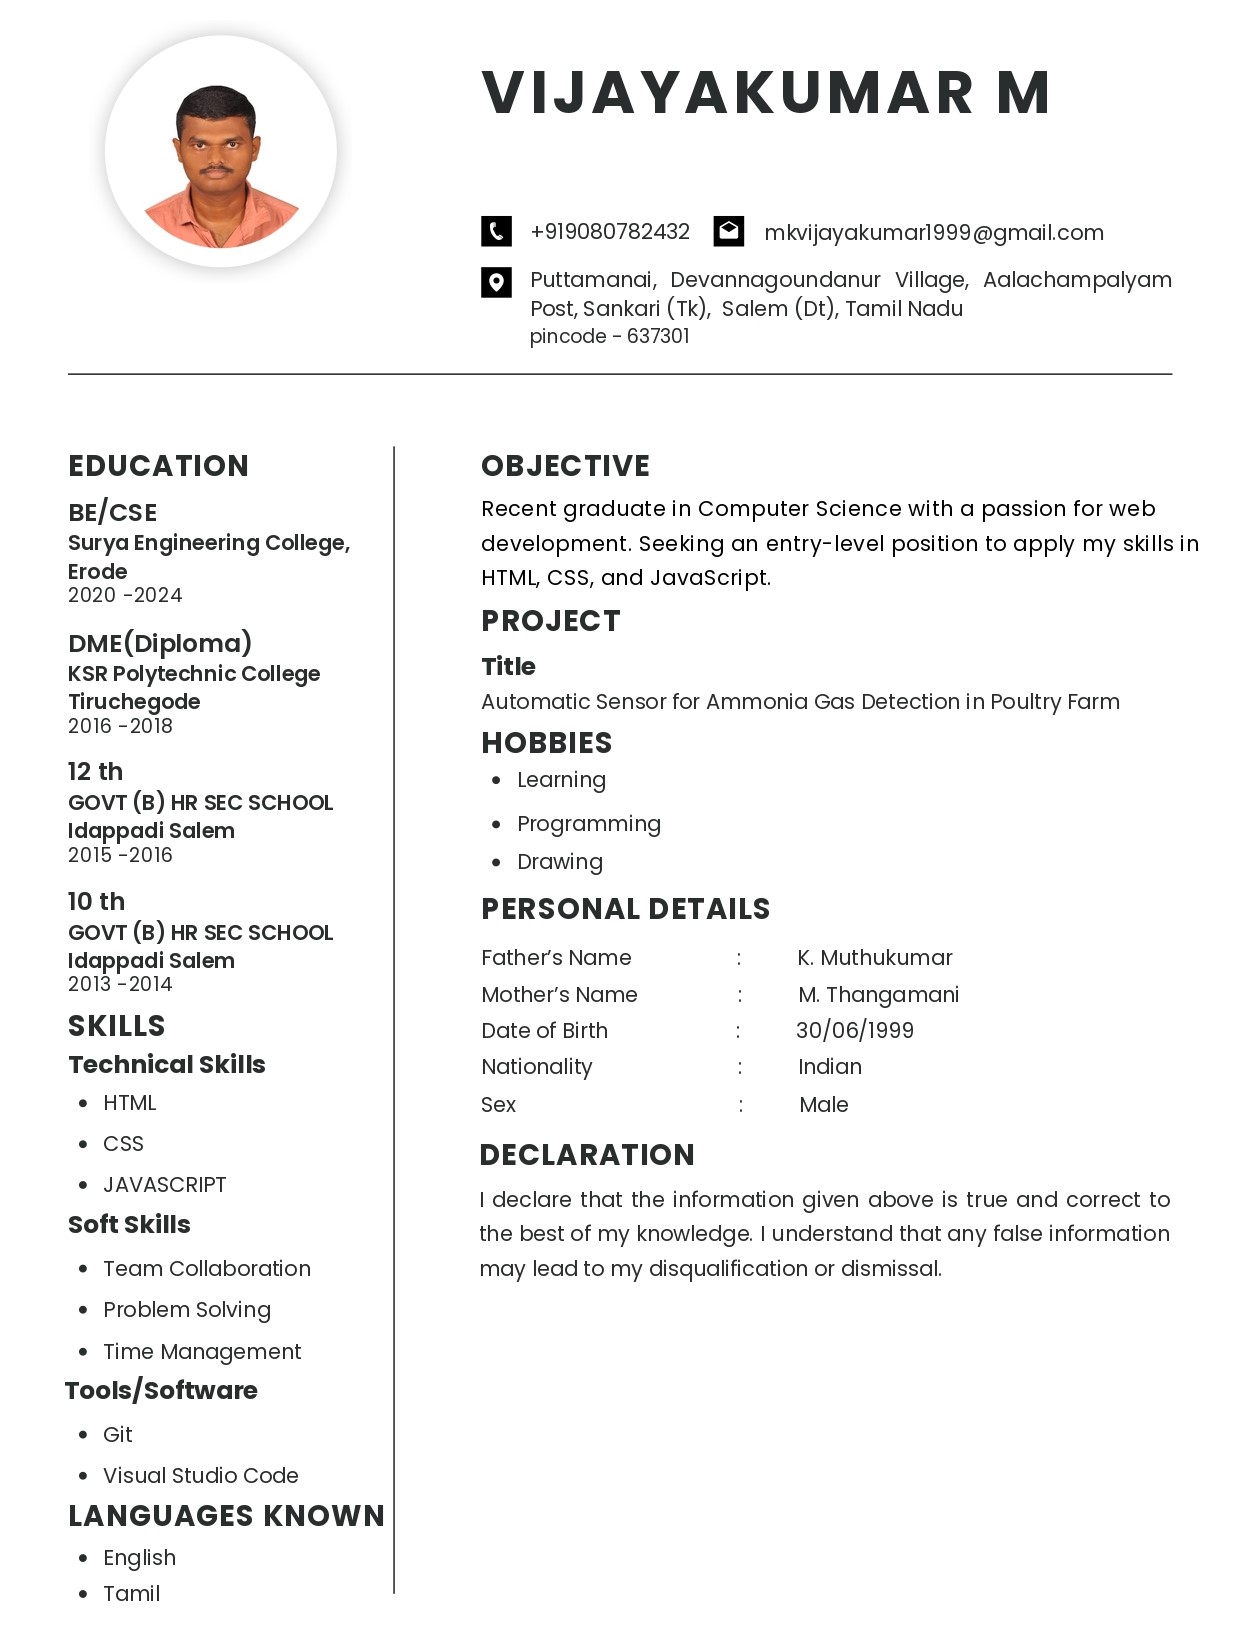 VIJAYAKUMAR M
+919080782432 mkvijayakumar1999@gmail.com
Puttamanai, Devannagoundanur Village, Aalachampalyam
Post, Sankari (Tk), Salem (Dt), Tamil Nadu
pincode - 637301
EDUCATION
BE/CSE
Surya Engineering College,
Erode
2020 -2024
DME(Diploma)
KSR Polytechnic College
Tiruchegode
2016 -2018
12 th
GOVT (B) HR SEC SCHOOL
Idappadi Salem
2015 -2016
10 th
GOVT (B) HR SEC SCHOOL
Idappadi Salem
2013 -2014
SKILLS
Technical Skills
• HTML
• CSS
• JAVASCRIPT
Soft Skills
• Team Collaboration
• Problem Solving
• Time Management
Tools/Software
• Git
• Visual Studio Code
LANGUAGES KNOWN
• English
• Tamil
OBJECTIVE
Recent graduate in Computer Science with a passion for web
development. Seeking an entry-level position to apply my skills in
HTML, CSS, and JavaScript.
PROJECT
Title
Automatic Sensor for Ammonia Gas Detection in Poultry Farm
HOBBIES
• Learning
• Programming
• Drawing
PERSONAL DETAILS
Father’s Name : K. Muthukumar
Mother’s Name : M. Thangamani
Date of Birth : 30/06/1999
Nationality : Indian
Sex : Male
DECLARATION
I declare that the information given above is true and correct to
the best of my knowledge. I understand that any false information
may lead to my disqualification or dismissal.